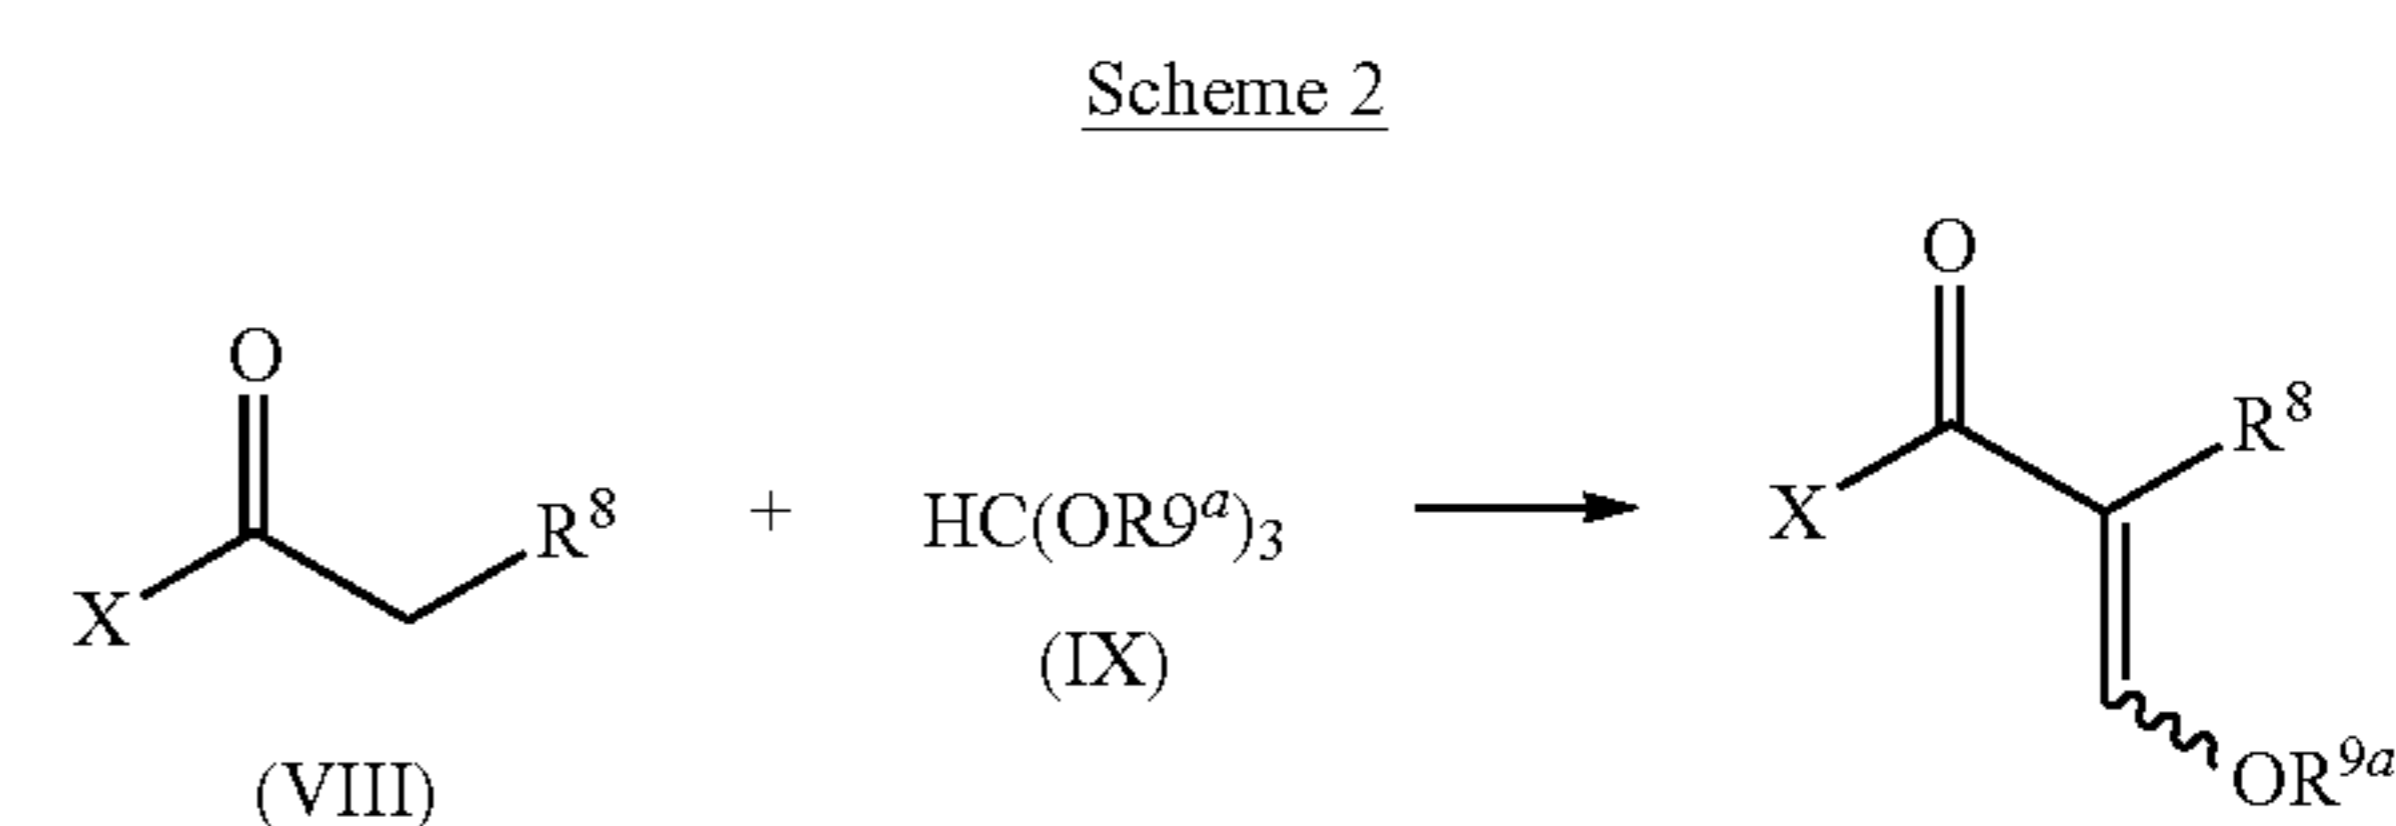 Scheme 2
O
X
R⁸
(VIII)
+
HC(OR9ᵃ)₃
(IX)
O
X
R⁸
OR⁹ᵃ